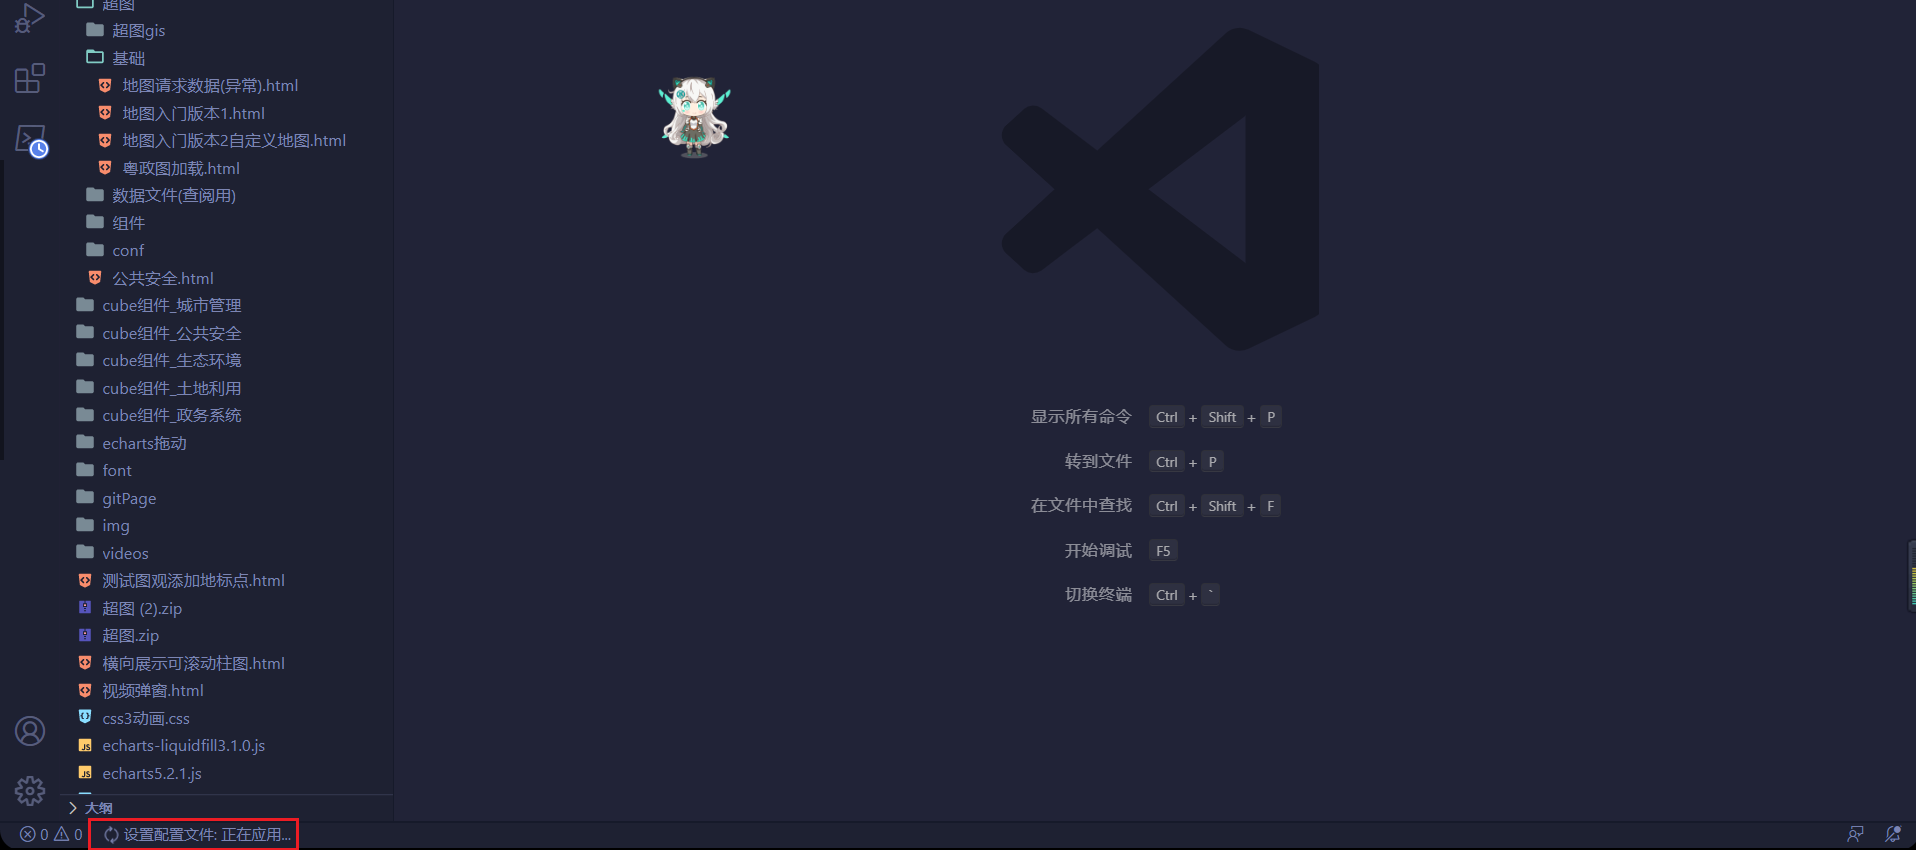 超图
超图gis
基础
地图请求数据(异常).html
地图入门版本1.html
地图入门版本2自定义地图.html
粤政图加载.html
数据文件(查阅用)
组件
conf
公共安全.html
cube组件_城市管理
cube组件_公共安全
cube组件_生态环境
cube组件_土地利用
cube组件_政务系统
echarts拖动
font
gitPage
img
videos
测试图观添加地标点.html
超图 (2).zip
超图.zip
横向展示可滚动柱图.html
视频弹窗.html
css3动画.css
echarts-liquidfill3.1.0.js
echarts5.2.1.js
大纲
0 0 设置配置文件: 正在应用...
显示所有命令 Ctrl + Shift + P
转到文件 Ctrl + P
在文件中查找 Ctrl + Shift + F
开始调试 F5
切换终端 Ctrl + `